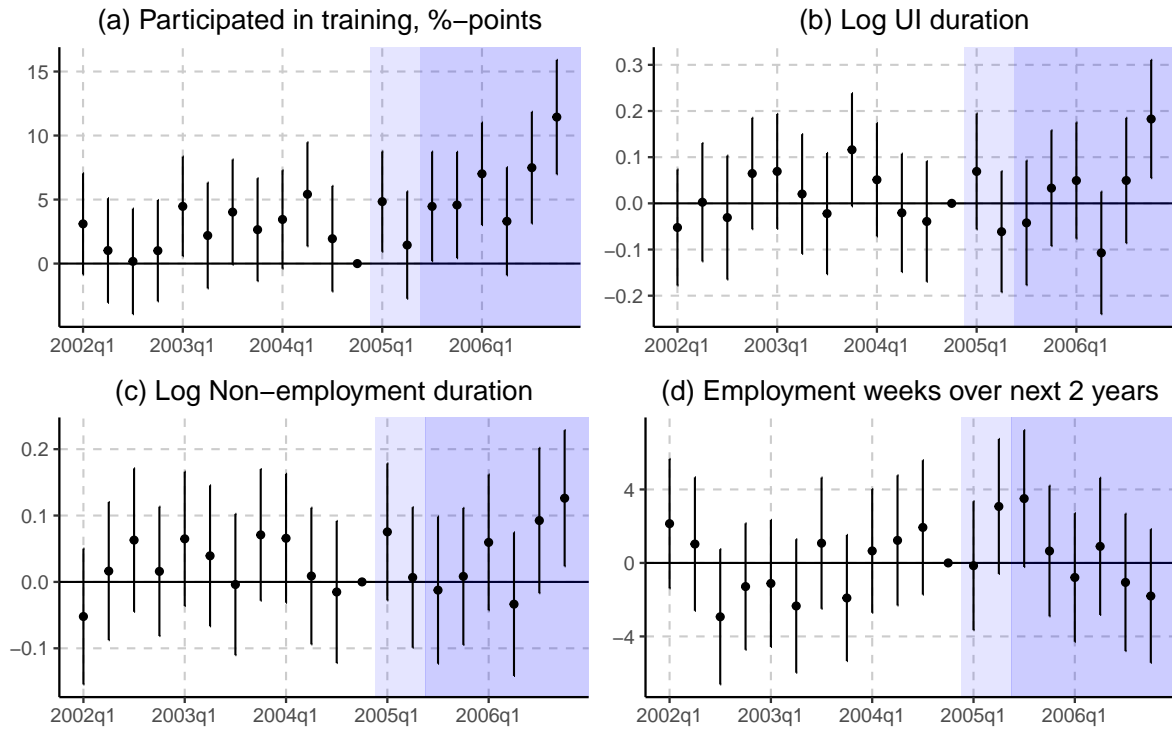 (a) Participated in training, %−points
15
10
5
0
2002q1 2003q1 2004q1 2005q1 2006q1
(b) Log UI duration
0.3
0.2
0.1
0.0
−0.1
−0.2
2002q1 2003q1 2004q1 2005q1 2006q1
(c) Log Non−employment duration
0.2
0.1
0.0
−0.1
2002q1 2003q1 2004q1 2005q1 2006q1
(d) Employment weeks over next 2 years
4
0
−4
2002q1 2003q1 2004q1 2005q1 2006q1